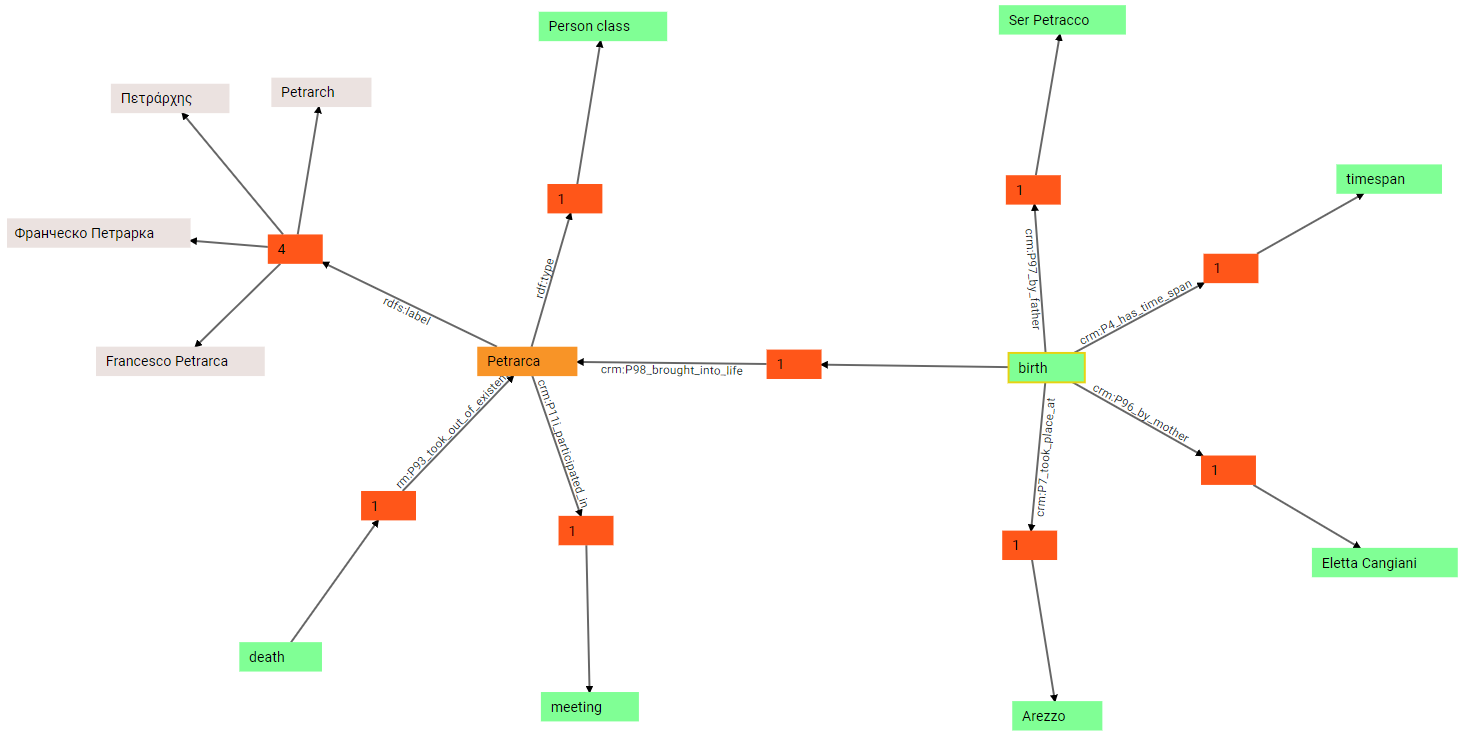 Ser Petracco
Person class
Petrarch
Πετράρχης
timespan
1
1
Франческо Петрарка
4
1
crm:P97_by_father
rdf:type
crm:P4_has_time_span
rdfs:label
Petrarca
crm:P98_brought_into_life
1
birth
Francesco Petrarca
rm:P93_took_out_of_existen
crm:P11i_participated_in
crm:P7_took_place_at
crm:P96_by_mother
1
1
1
1
Eletta Cangiani
death
meeting
Arezzo